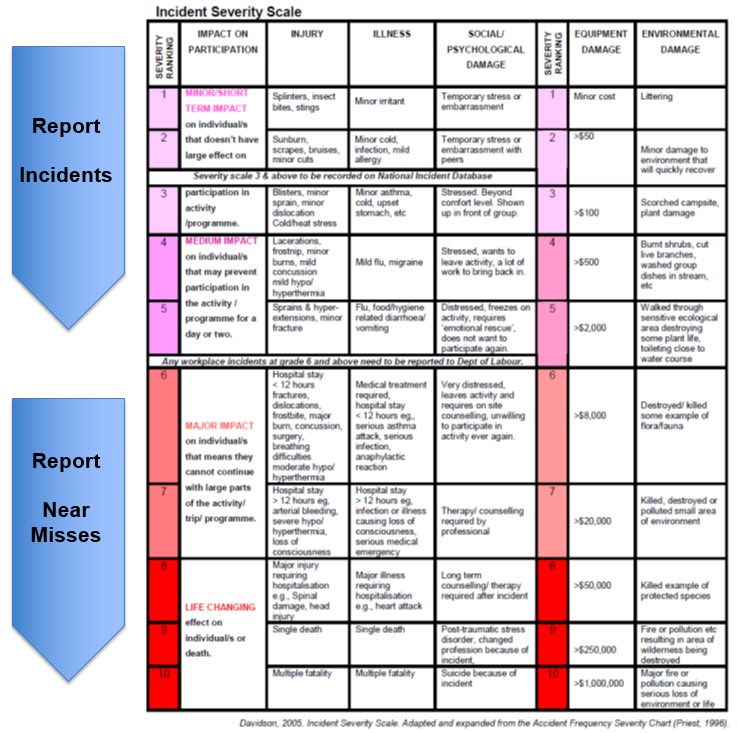 Incident Severity Scale
SEVERITY
RANKING
IMPACT ON
PARTICIPATION
INJURY
ILLNESS
SOCIAL/
PSYCHOLOGICAL
DAMAGE
SEVERITY
RANKING
EQUIPMENT
DAMAGE
ENVIRONMENTAL
DAMAGE
Report
Incidents
1
MINOR/SHORT
TERM IMPACT
on individual/s
that doesn't have
large effect on
Splinters, insect
bites, stings
Minor irritant
Temporary stress or
embarrassment
1
Minor cost
Littering
2
Sunburn,
scrapes, bruises,
minor cuts
Minor cold,
infection, mild
allergy
Temporary stress or
embarrassment with
peers
2
>$50
Minor damage to
environment that
will quickly recover
Severity scale 3 & above to be recorded on National Incident Database
3
participation in
activity
/programme.
Blisters, minor
sprain, minor
dislocation
Cold/heat stress
Minor asthma,
cold, upset
stomach, etc
Stressed. Beyond
comfort level. Shown
up in front of group.
3
>$100
Scorched campsite,
plant damage
4
MEDIUM IMPACT
on individual/s
that may prevent
participation in
the activity /
programme for a
day or two.
Lacerations,
frostnip, minor
burns, mild
concussion
mild hypo/
hyperthermia
Mild flu, migraine
Stressed, wants to
leave activity, a lot of
work to bring back in.
4
>$500
Burnt shrubs, cut
live branches,
washed group
dishes in stream,
etc
5
Sprains & hyper-
extensions, minor
fracture
Flu, food/hygiene
related diarrhoea/
vomiting
Distressed, freezes on
activity, requires
'emotional rescue',
does not want to
participate again.
5
>$2,000
Walked through
sensitive ecological
area destroying
some plant life,
toileting close to
water course
Any workplace incidents at grade 6 and above need to be reported to Dept of Labour.
Report
Near
Misses
6
MAJOR IMPACT
on individual/s
that means they
cannot continue
with large parts
of the activity/
trip/ programme.
Hospital stay
< 12 hours
fractures,
dislocations,
frostbite, major
burn, concussion,
surgery,
breathing
difficulties
moderate hypo/
hyperthermia
Medical treatment
required,
hospital stay
< 12 hours eg,
serious asthma
attack, serious
infection,
anaphylactic
reaction
Very distressed,
leaves activity and
requires on site
counselling, unwilling
to participate in
activity ever again.
6
>$8,000
Destroyed/ killed
some example of
flora/fauna
7
Hospital stay
> 12 hours eg,
arterial bleeding,
severe hypo/
hyperthermia,
loss of
consciousness
Hospital stay
> 12 hours eg,
infection or illness
causing loss of
consciousness,
serious medical
emergency
Therapy/ counselling
required by
professional
7
>$20,000
Killed, destroyed or
polluted small area
of environment
8
LIFE CHANGING
effect on
individual/s or
death.
Major injury
requiring
hospitalisation
e.g., Spinal
damage, head
injury
Major illness
requiring
hospitalisation
e.g., heart attack
Long term
counselling/ therapy
required after incident
8
>$50,000
Killed example of
protected species
9
Single death
Single death
Post-traumatic stress
disorder, changed
profession because of
incident,
9
>$250,000
Fire or pollution etc
resulting in area of
wilderness being
destroyed
10
Multiple fatality
Multiple fatality
Suicide because of
incident
10
>$1,000,000
Major fire or
pollution causing
serious loss of
environment or life
Davidson, 2005. Incident Severity Scale. Adapted and expanded from the Accident Frequency Severity Chart (Priest, 1996).